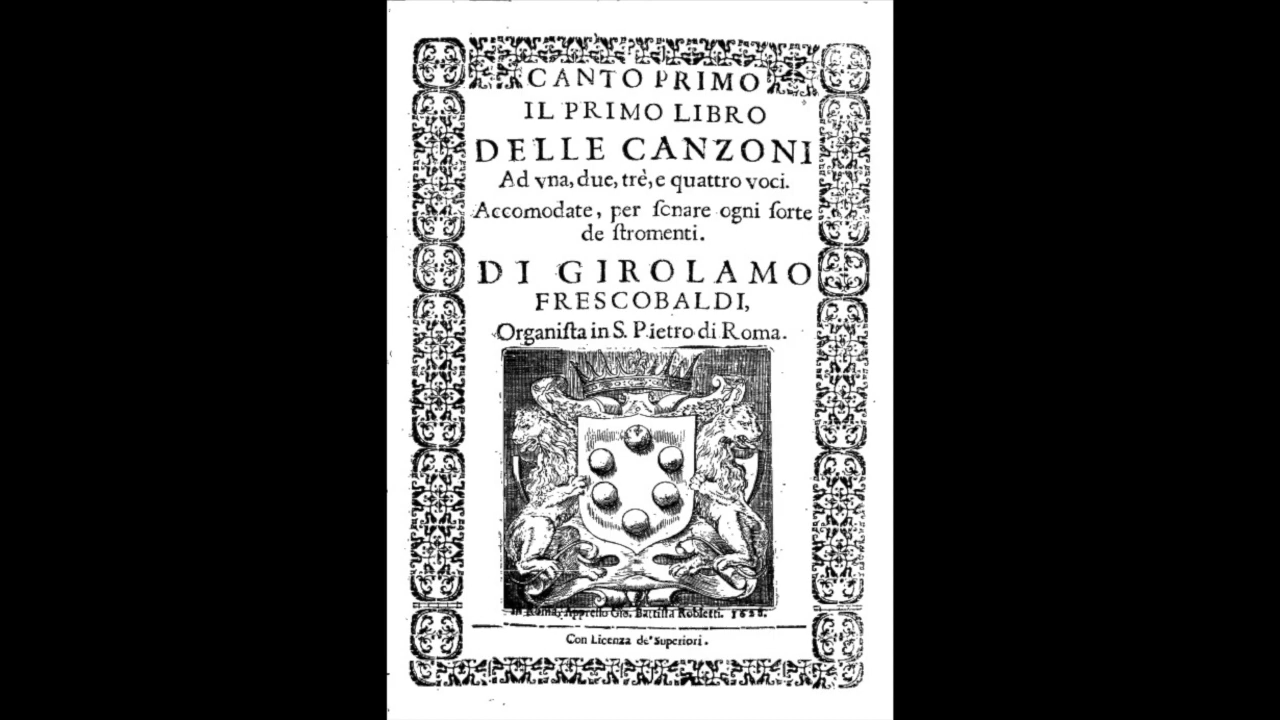 CANTO PRIMO
IL PRIMO LIBRO
DELLE CANZONI
Ad vna, due, trè, e quattro voci.
Accomodate, per ſonare ogni ſorte
de ſtromenti.
DI GIROLAMO
FRESCOBALDI,
Organiſta in S. Pietro di Roma.
IN Roma, Appreſſo Gio. Battiſta Robletti. 1628.
Con Licenza de' Superiori.